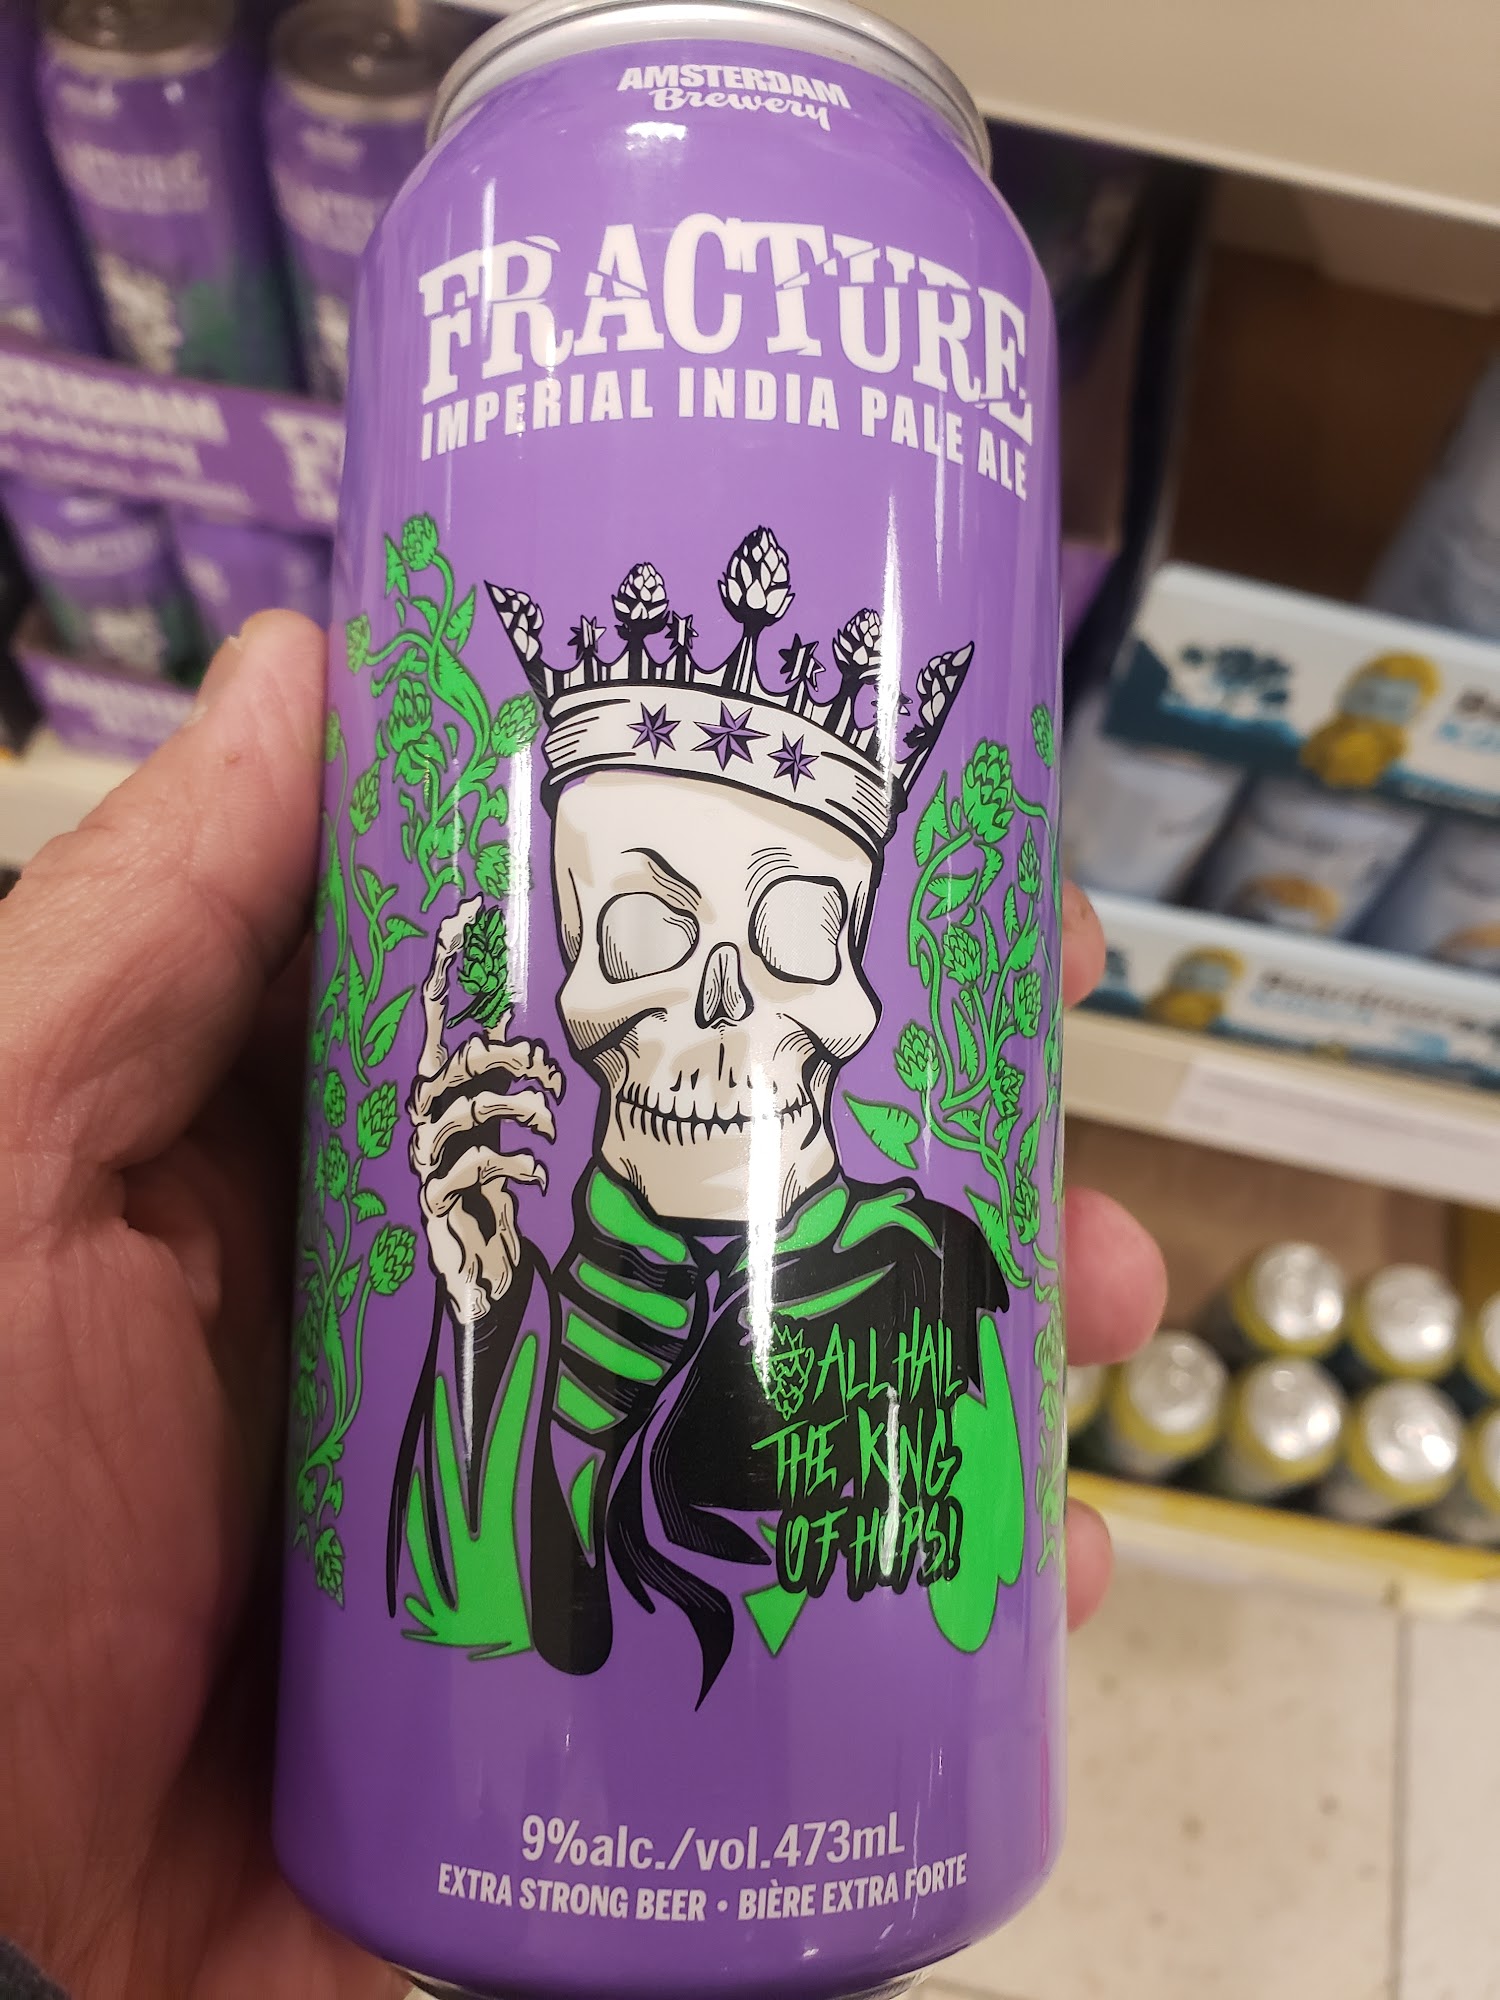 AMSTERDAM
Brewery
FRACTURE
IMPERIAL INDIA PALE ALE
ALL HAIL
THE KING
OF HOPS!
9%alc./vol.473mL
EXTRA STRONG BEER • BIÈRE EXTRA FORTE